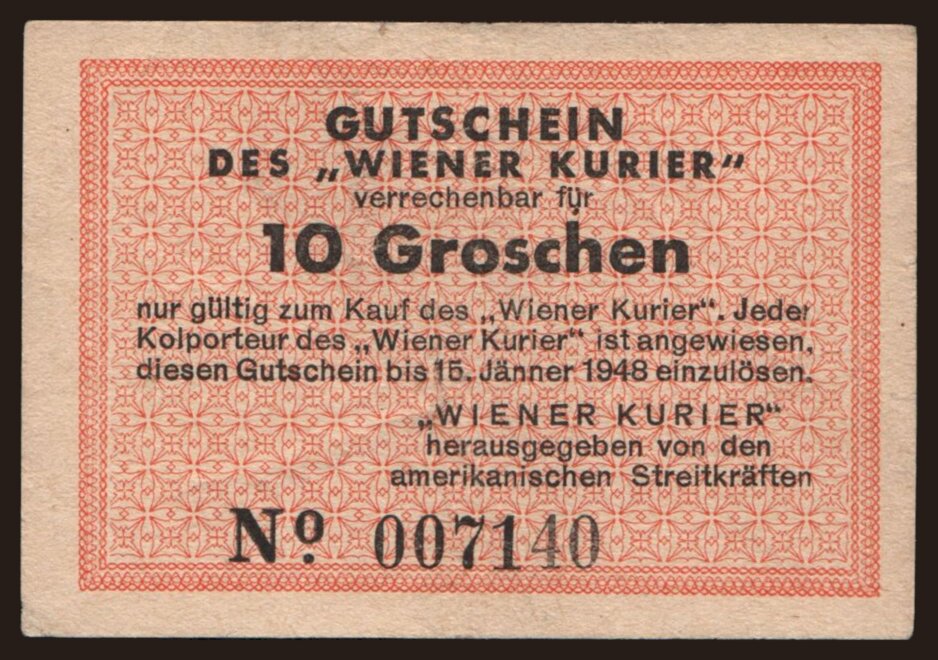 GUTSCHEIN
DES „WIENER KURIER“
verrechenbar für
10 Groschen
nur gültig zum Kauf des „Wiener Kurier“. Jeder
Kolporteur des „Wiener Kurier“ ist angewiesen,
diesen Gutschein bis 15. Jänner 1948 einzulösen.
„WIENER KURIER“
herausgegeben von den
amerikanischen Streitkräften
Nº. 007140